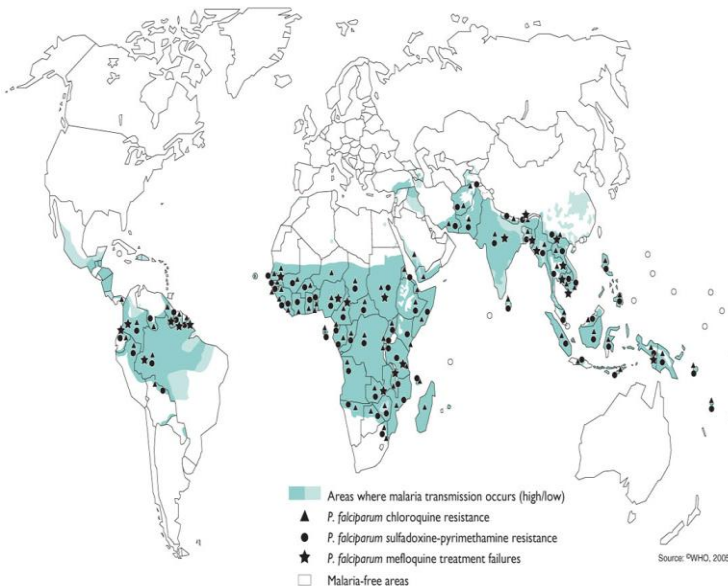 Areas where malaria transmission occurs (high/low)
P. falciparum chloroquine resistance
P. falciparum sulfadoxine-pyrimethamine resistance
P. falciparum mefloquine treatment failures
Malaria-free areas
Source: ©WHO, 2005